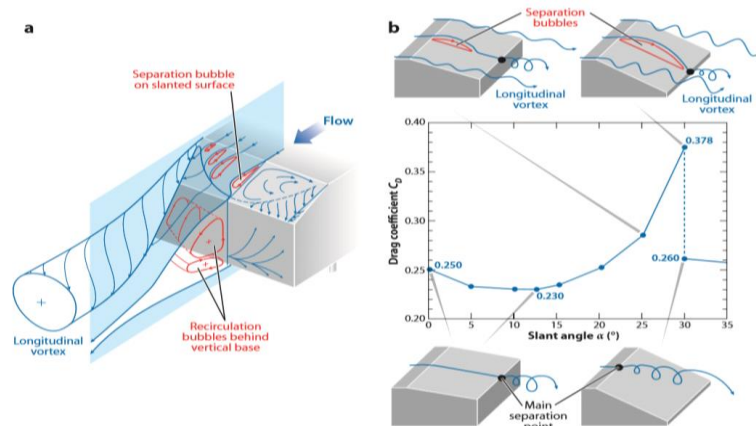 a
Separation bubble
on slanted surface
Flow
Longitudinal
vortex
Recirculation
bubbles behind
vertical base
b
Separation
bubbles
Longitudinal
vortex
Longitudinal
vortex
Drag coefficient C_D
0.40
0.35
0.30
0.25
0.20
0.250
0.230
0.378
0.260
0
5
10
15
20
25
30
35
Slant angle α (°)
Main
separation
point